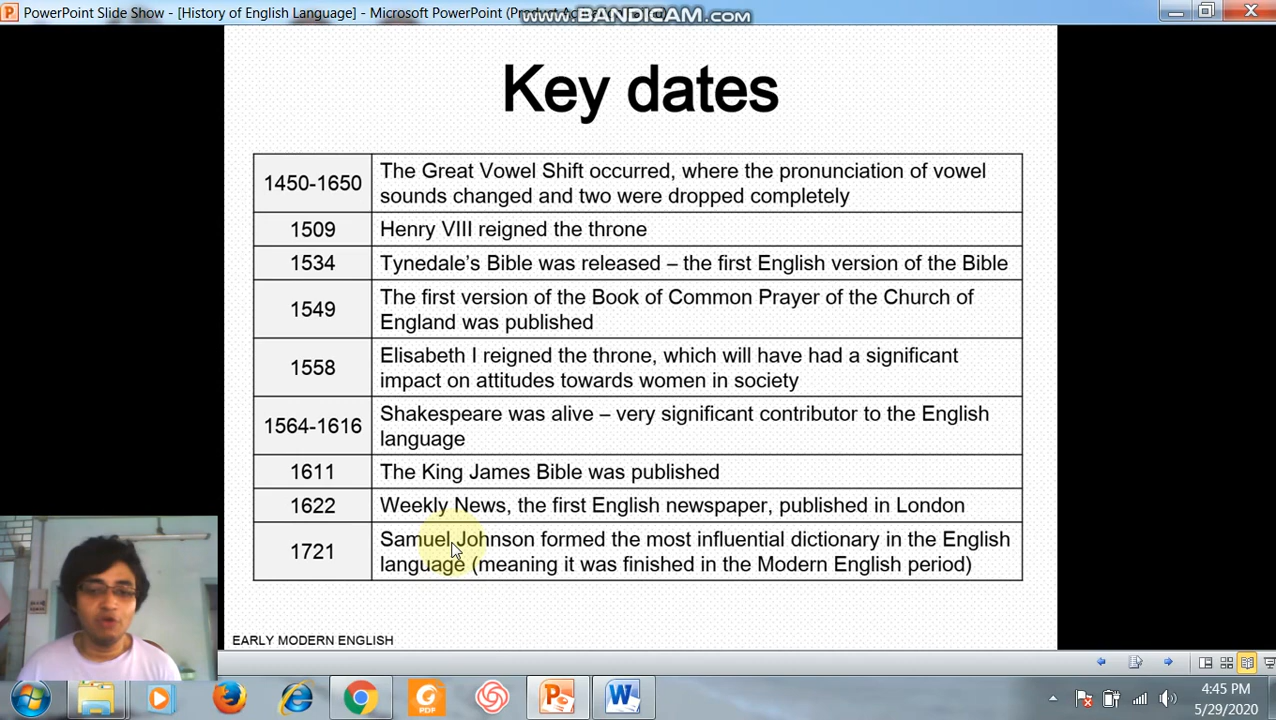 PowerPoint Slide Show - [History of English Language] - Microsoft PowerPoint (Pr
www.BANDICAM.com
Key dates
1450-1650 The Great Vowel Shift occurred, where the pronunciation of vowel
sounds changed and two were dropped completely
1509 Henry VIII reigned the throne
1534 Tynedale's Bible was released – the first English version of the Bible
1549 The first version of the Book of Common Prayer of the Church of
England was published
1558 Elisabeth I reigned the throne, which will have had a significant
impact on attitudes towards women in society
1564-1616 Shakespeare was alive – very significant contributor to the English
language
1611 The King James Bible was published
1622 Weekly News, the first English newspaper, published in London
1721 Samuel Johnson formed the most influential dictionary in the English
language (meaning it was finished in the Modern English period)
EARLY MODERN ENGLISH
PDF
4:45 PM
5/29/2020